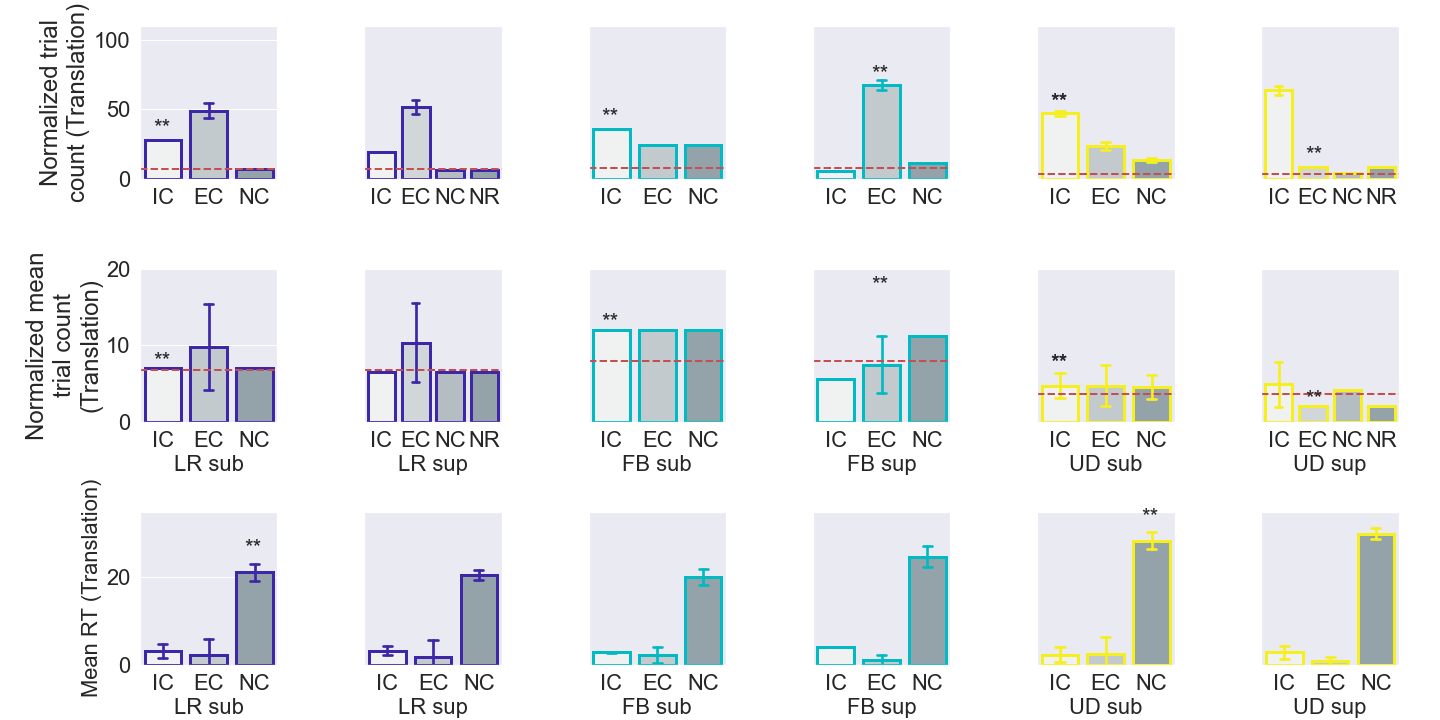 Normalized trial
count (Translation)
100
50
0
**
**
**
**
**
IC EC NC
IC EC NC NR
IC EC NC
IC EC NC
IC EC NC
IC EC NC NR
Normalized mean
trial count
(Translation)
20
10
0
**
**
**
**
**
IC EC NC
IC EC NC NR
IC EC NC
IC EC NC
IC EC NC
IC EC NC NR
LR sub
LR sup
FB sub
FB sup
UD sub
UD sup
Mean RT (Translation)
20
0
**
**
IC EC NC
IC EC NC
IC EC NC
IC EC NC
IC EC NC
IC EC NC
LR sub
LR sup
FB sub
FB sup
UD sub
UD sup